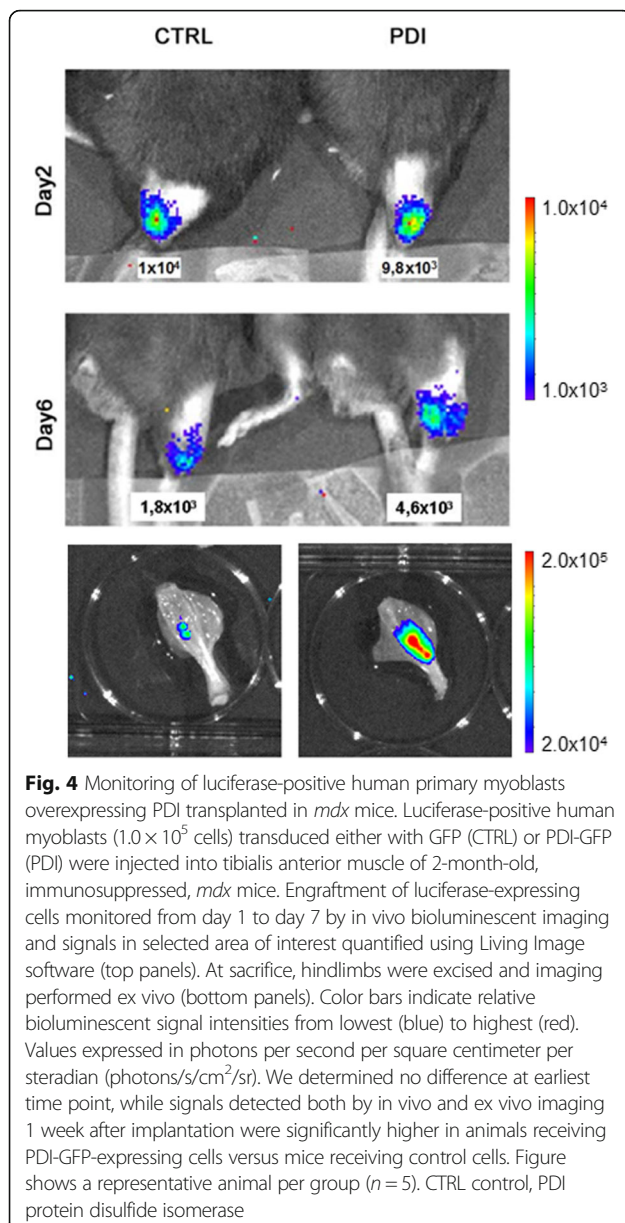 CTRL PDI
Day2
1x10⁴ 9,8x10³
1.0x10⁴
1.0x10³
Day6
1,8x10³ 4,6x10³
2.0x10⁵
2.0x10⁴
Fig. 4 Monitoring of luciferase-positive human primary myoblasts
overexpressing PDI transplanted in mdx mice. Luciferase-positive human
myoblasts (1.0 × 10⁵ cells) transduced either with GFP (CTRL) or PDI-GFP
(PDI) were injected into tibialis anterior muscle of 2-month-old,
immunosuppressed, mdx mice. Engraftment of luciferase-expressing
cells monitored from day 1 to day 7 by in vivo bioluminescent imaging
and signals in selected area of interest quantified using Living Image
software (top panels). At sacrifice, hindlimbs were excised and imaging
performed ex vivo (bottom panels). Color bars indicate relative
bioluminescent signal intensities from lowest (blue) to highest (red).
Values expressed in photons per second per square centimeter per
steradian (photons/s/cm²/sr). We determined no difference at earliest
time point, while signals detected both by in vivo and ex vivo imaging
1 week after implantation were significantly higher in animals receiving
PDI-GFP-expressing cells versus mice receiving control cells. Figure
shows a representative animal per group (n = 5). CTRL control, PDI
protein disulfide isomerase